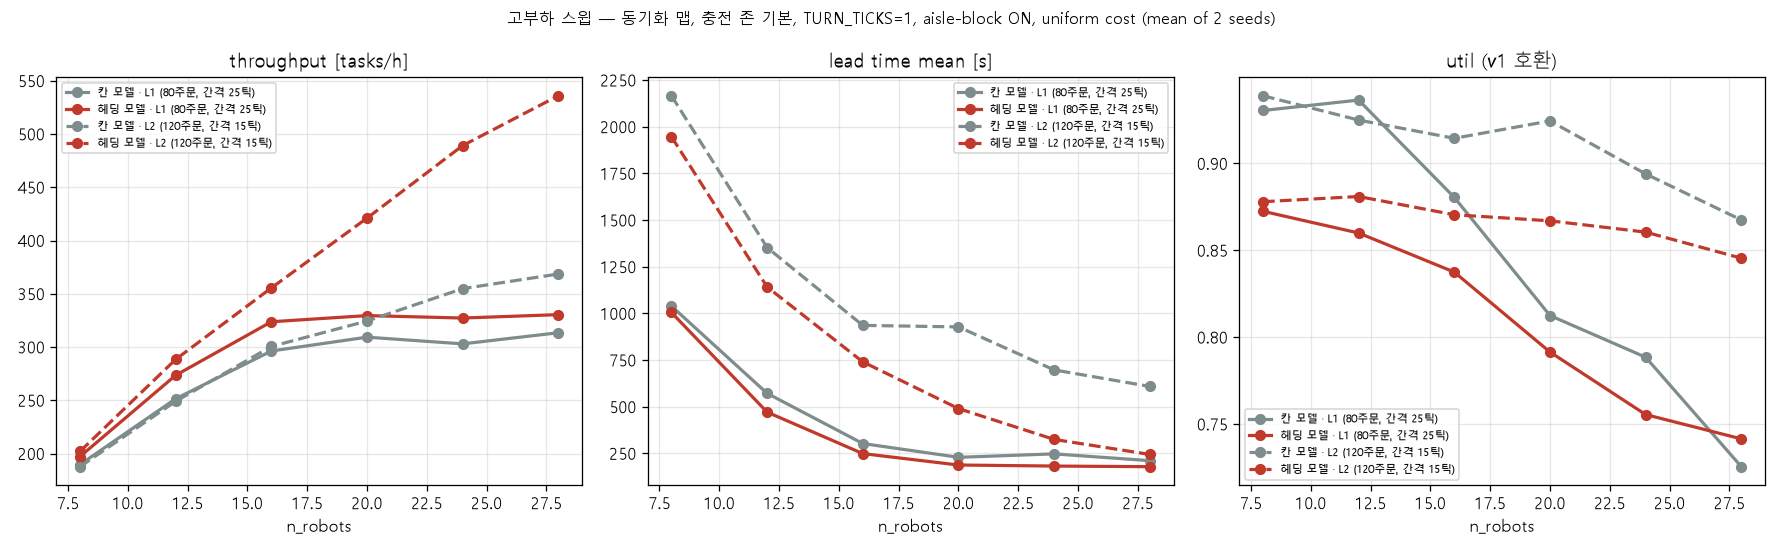 고부하 스윕 — 동기화 맵, 충전 존 기본, TURN_TICKS=1, aisle-block ON, uniform cost (mean of 2 seeds)
throughput [tasks/h]
550
500
450
400
350
300
250
200
칸 모델 · L1 (80주문, 간격 25틱)
헤딩 모델 · L1 (80주문, 간격 25틱)
칸 모델 · L2 (120주문, 간격 15틱)
헤딩 모델 · L2 (120주문, 간격 15틱)
7.5 10.0 12.5 15.0 17.5 20.0 22.5 25.0 27.5
n_robots
lead time mean [s]
2250
2000
1750
1500
1250
1000
750
500
250
칸 모델 · L1 (80주문, 간격 25틱)
헤딩 모델 · L1 (80주문, 간격 25틱)
칸 모델 · L2 (120주문, 간격 15틱)
헤딩 모델 · L2 (120주문, 간격 15틱)
7.5 10.0 12.5 15.0 17.5 20.0 22.5 25.0 27.5
n_robots
util (v1 호환)
0.90
0.85
0.80
0.75
칸 모델 · L1 (80주문, 간격 25틱)
헤딩 모델 · L1 (80주문, 간격 25틱)
칸 모델 · L2 (120주문, 간격 15틱)
헤딩 모델 · L2 (120주문, 간격 15틱)
7.5 10.0 12.5 15.0 17.5 20.0 22.5 25.0 27.5
n_robots